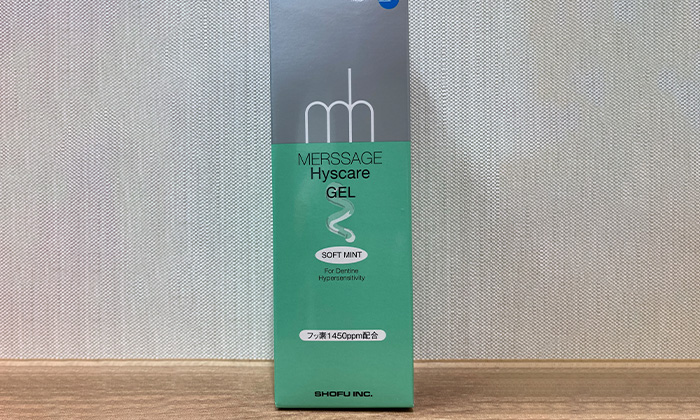 mh
MERSSAGE
Hyscare
GEL
SOFT MINT
For Dentine
Hypersensitivity
フッ素1450ppm配合
SHOFU INC.